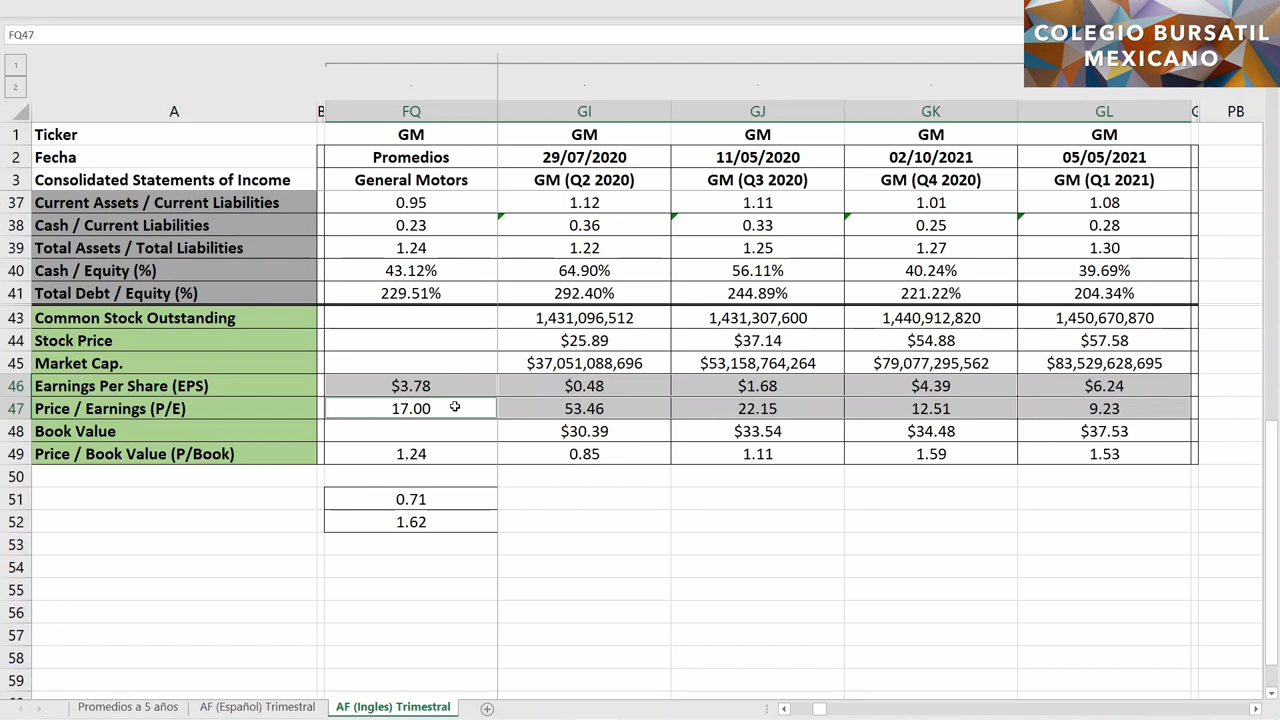 FQ47
COLEGIO BURSATIL
MEXICANO
1
2
A B FQ GI GJ GK GL G PB
1 Ticker GM GM GM GM GM
2 Fecha Promedios 29/07/2020 11/05/2020 02/10/2021 05/05/2021
3 Consolidated Statements of Income General Motors GM (Q2 2020) GM (Q3 2020) GM (Q4 2020) GM (Q1 2021)
37 Current Assets / Current Liabilities 0.95 1.12 1.11 1.01 1.08
38 Cash / Current Liabilities 0.23 0.36 0.33 0.25 0.28
39 Total Assets / Total Liabilities 1.24 1.22 1.25 1.27 1.30
40 Cash / Equity (%) 43.12% 64.90% 56.11% 40.24% 39.69%
41 Total Debt / Equity (%) 229.51% 292.40% 244.89% 221.22% 204.34%
43 Common Stock Outstanding 1,431,096,512 1,431,307,600 1,440,912,820 1,450,670,870
44 Stock Price $25.89 $37.14 $54.88 $57.58
45 Market Cap. $37,051,088,696 $53,158,764,264 $79,077,295,562 $83,529,628,695
46 Earnings Per Share (EPS) $3.78 $0.48 $1.68 $4.39 $6.24
47 Price / Earnings (P/E) 17.00 53.46 22.15 12.51 9.23
48 Book Value $30.39 $33.54 $34.48 $37.53
49 Price / Book Value (P/Book) 1.24 0.85 1.11 1.59 1.53
50
51 0.71
52 1.62
53
54
55
56
57
58
59
Promedios a 5 años AF (Español) Trimestral AF (Ingles) Trimestral